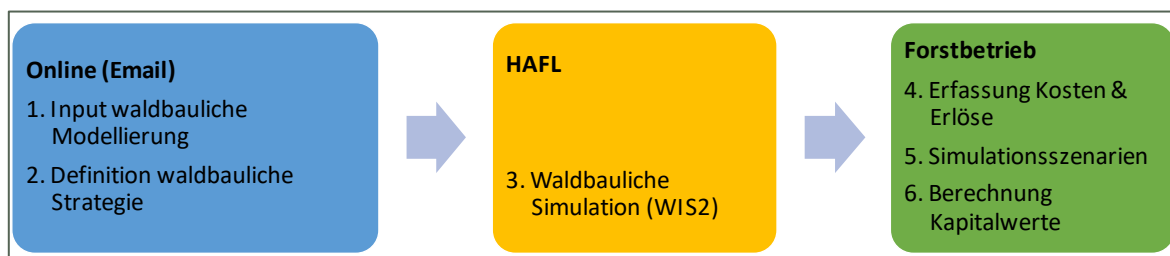 Online (Email)
1. Input waldbauliche
Modellierung
2. Definition waldbauliche
Strategie
HAFL
3. Waldbauliche
Simulation (WIS2)
Forstbetrieb
4. Erfassung Kosten &
Erlöse
5. Simulationsszenarien
6. Berechnung
Kapitalwerte